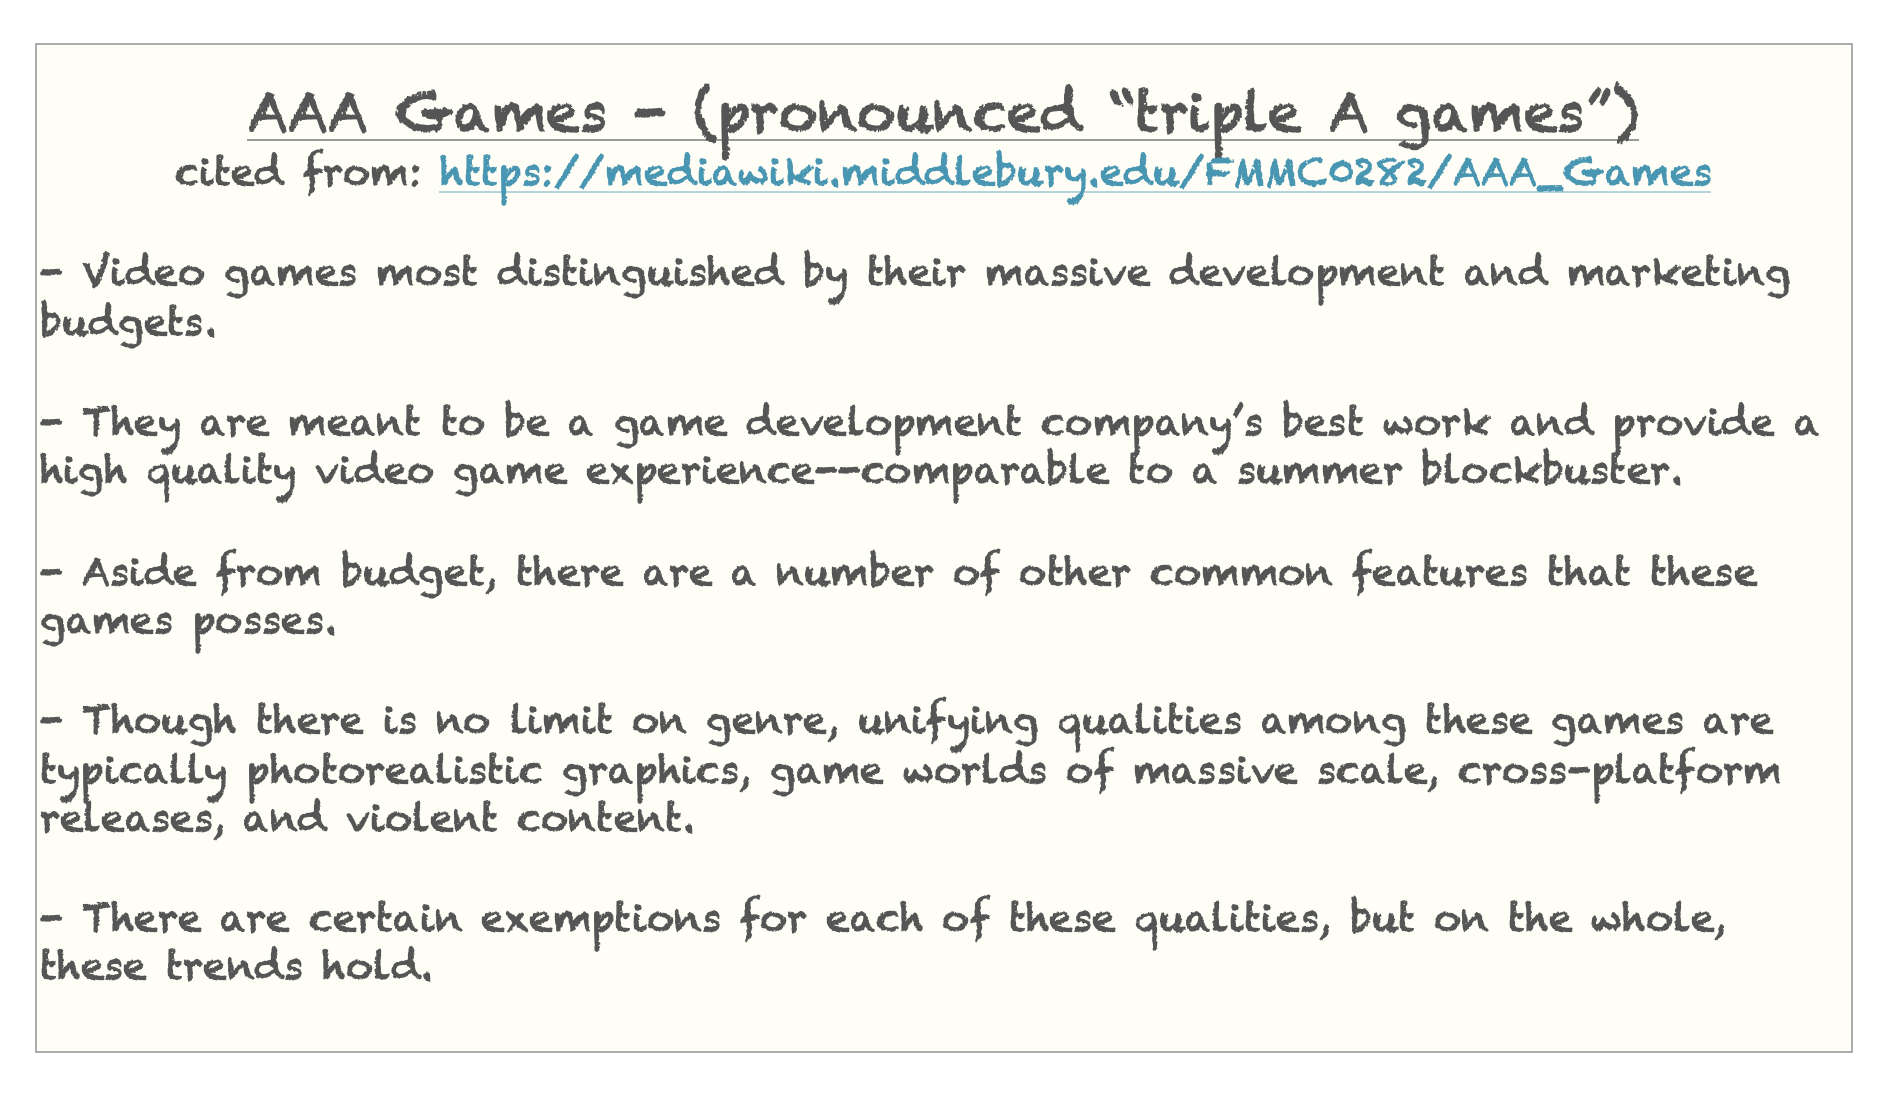 AAA Games - (pronounced “triple A games”)
cited from: https://mediawiki.middlebury.edu/FMMC0282/AAA_Games
- Video games most distinguished by their massive development and marketing
budgets.
- They are meant to be a game development company’s best work and provide a
high quality video game experience--comparable to a summer blockbuster.
- Aside from budget, there are a number of other common features that these
games posses.
- Though there is no limit on genre, unifying qualities among these games are
typically photorealistic graphics, game worlds of massive scale, cross-platform
releases, and violent content.
- There are certain exemptions for each of these qualities, but on the whole,
these trends hold.